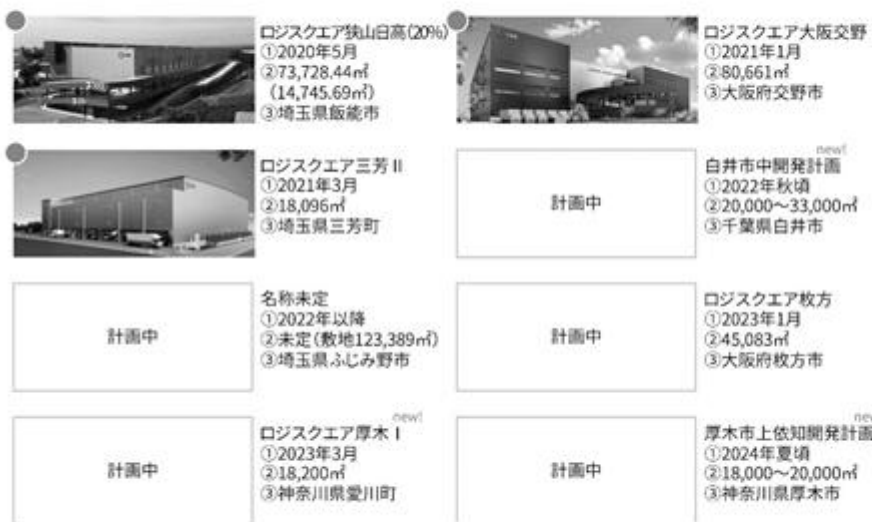 ロジスクエア狭山日高(20%)
①2020年5月
②73,728.44㎡
(14,745.69㎡)
③埼玉県飯能市
ロジスクエア大阪交野
①2021年1月
②80,661㎡
③大阪府交野市
ロジスクエア三芳Ⅱ
①2021年3月
②18,096㎡
③埼玉県三芳町
計画中
new!
白井市中開発計画
①2022年秋頃
②20,000〜33,000㎡
③千葉県白井市
計画中
名称未定
①2022年以降
②未定(敷地123,389㎡)
③埼玉県ふじみ野市
計画中
ロジスクエア枚方
①2023年1月
②45,083㎡
③大阪府枚方市
計画中
new!
ロジスクエア厚木Ⅰ
①2023年3月
②18,200㎡
③神奈川県愛川町
計画中
new
厚木市上依知開発計画
①2024年夏頃
②18,000〜20,000㎡
③神奈川県厚木市